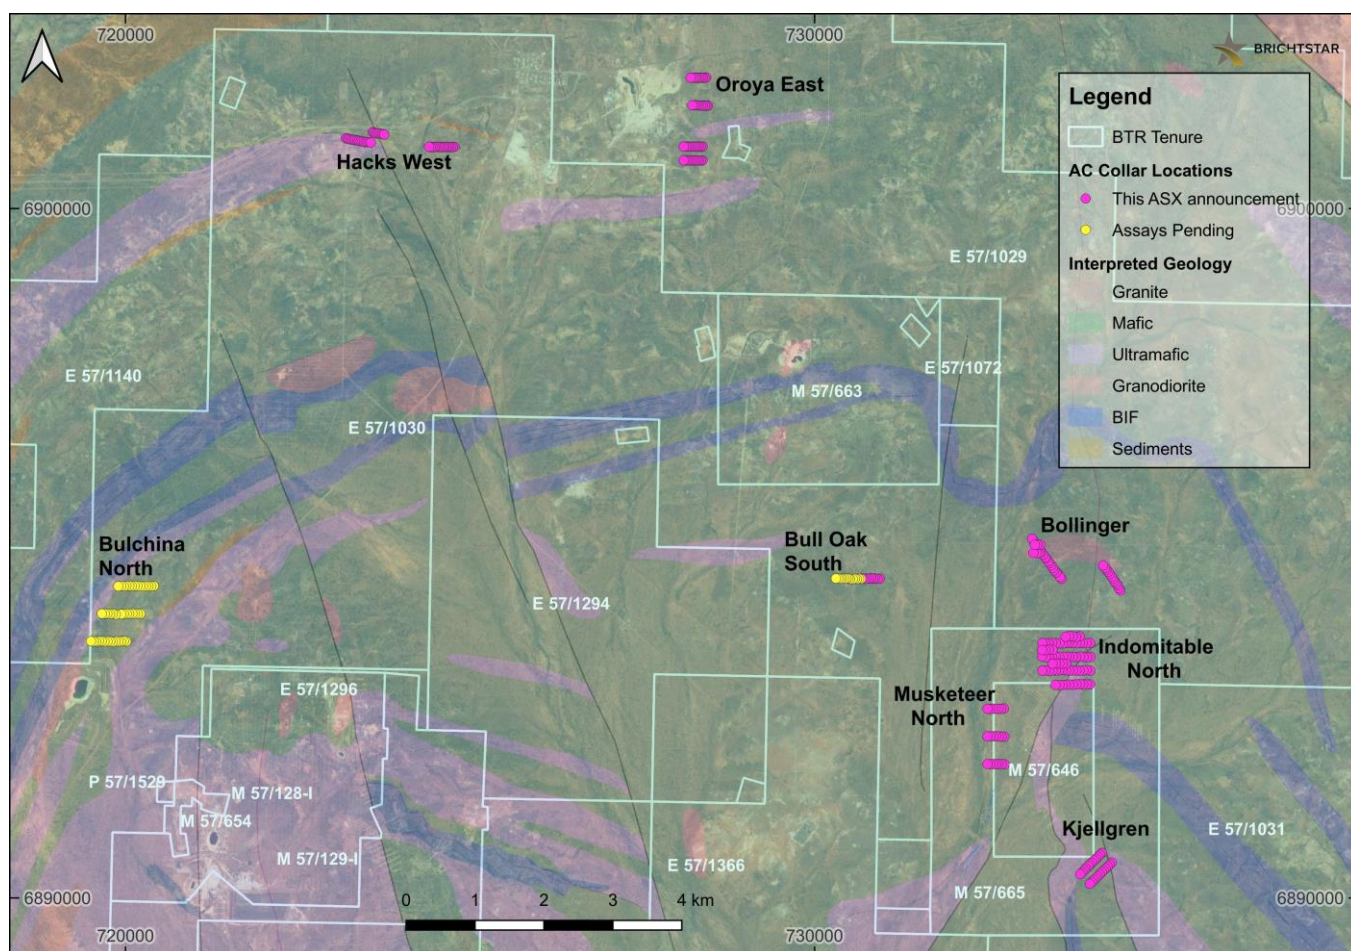 720000
730000
BRIGHTSTAR
Oroya East
Hacks West
Legend
BTR Tenure
AC Collar Locations
This ASX announcement
Assays Pending
Interpreted Geology
Granite
Mafic
Ultramafic
Granodiorite
BIF
Sediments
6900000
6900000
E 57/1029
E 57/1140
E 57/1072
M 57/663
E 57/1030
Bollinger
Bull Oak
South
Bulchina
North
E 57/1294
Indomitable
North
E 57/1296
Musketeer
North
P 57/1529
M 57/128-I
M 57/646
M 57/654
Kjellgren
E 57/1031
M 57/129-I
E 57/1366
M 57/665
6890000
6890000
0 1 2 3 4 km
720000
730000